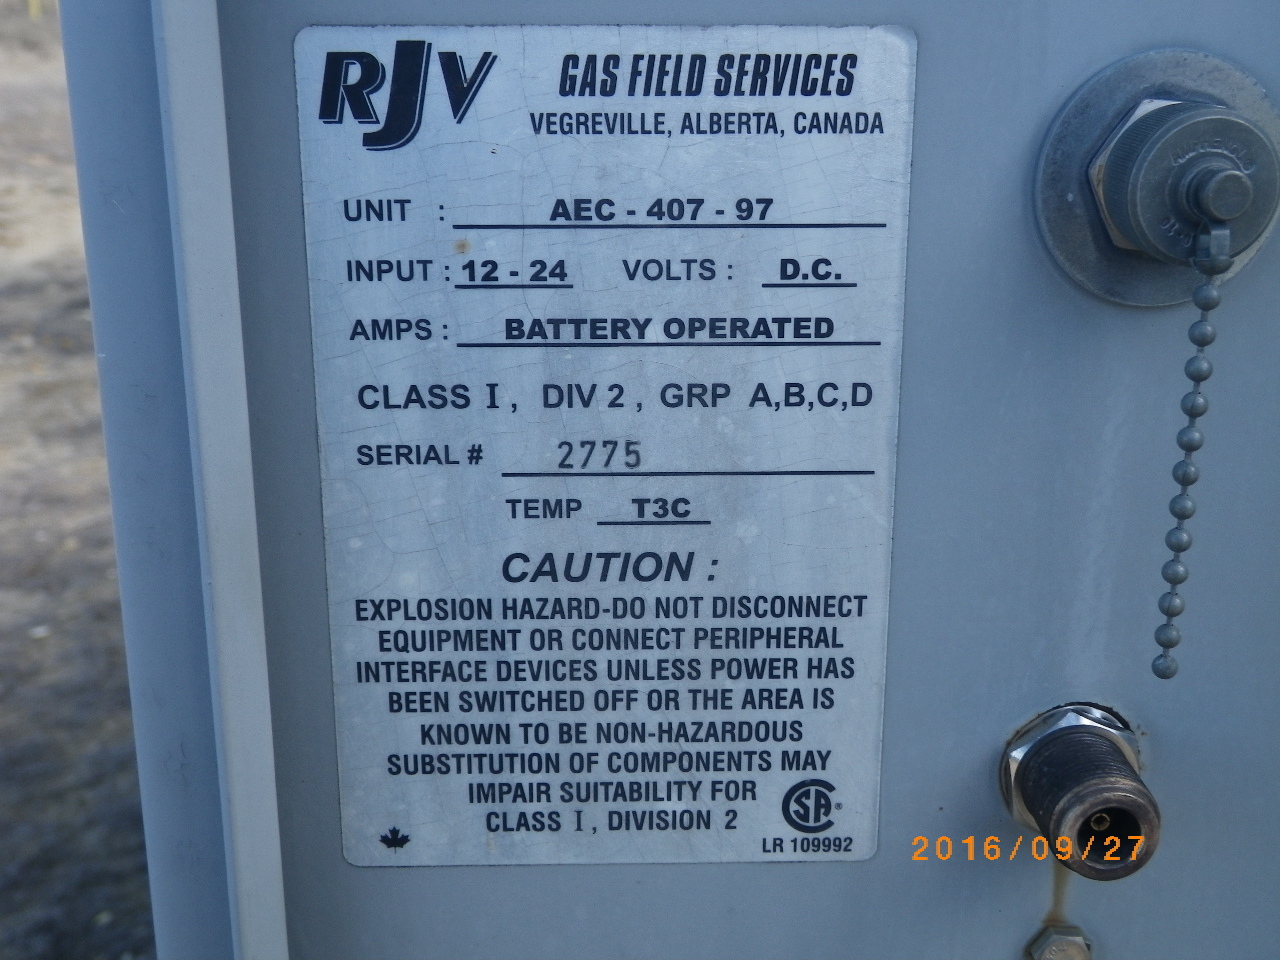 RJV GAS FIELD SERVICES
VEGREVILLE, ALBERTA, CANADA
UNIT : AEC - 407 - 97
INPUT : 12 - 24 VOLTS : D.C.
AMPS : BATTERY OPERATED
CLASS I , DIV 2 , GRP A,B,C,D
SERIAL # 2775
TEMP T3C
CAUTION :
EXPLOSION HAZARD-DO NOT DISCONNECT
EQUIPMENT OR CONNECT PERIPHERAL
INTERFACE DEVICES UNLESS POWER HAS
BEEN SWITCHED OFF OR THE AREA IS
KNOWN TO BE NON-HAZARDOUS
SUBSTITUTION OF COMPONENTS MAY
IMPAIR SUITABILITY FOR
CLASS I , DIVISION 2
CSA ®
LR 109992
2016/09/27